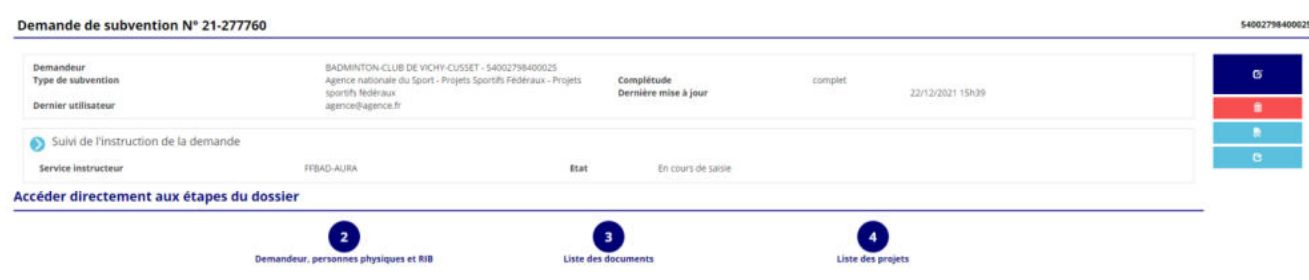 Demande de subvention N° 21-277760
54002798400025
Demandeur BADMINTON-CLUB DE VICHY-CUSSET - 54002798400025
Type de subvention Agence nationale du Sport - Projets Sportifs Fédéraux - Projets Complétude complet
sportifs fédéraux Dernière mise à jour 22/12/2021 15h39
Dernier utilisateur agence@agence.fr
Suivi de l'instruction de la demande
Service instructeur FFBAD-AURA Etat En cours de saisie
Accéder directement aux étapes du dossier
2 3 4
Demandeur, personnes physiques et RIB Liste des documents Liste des projets